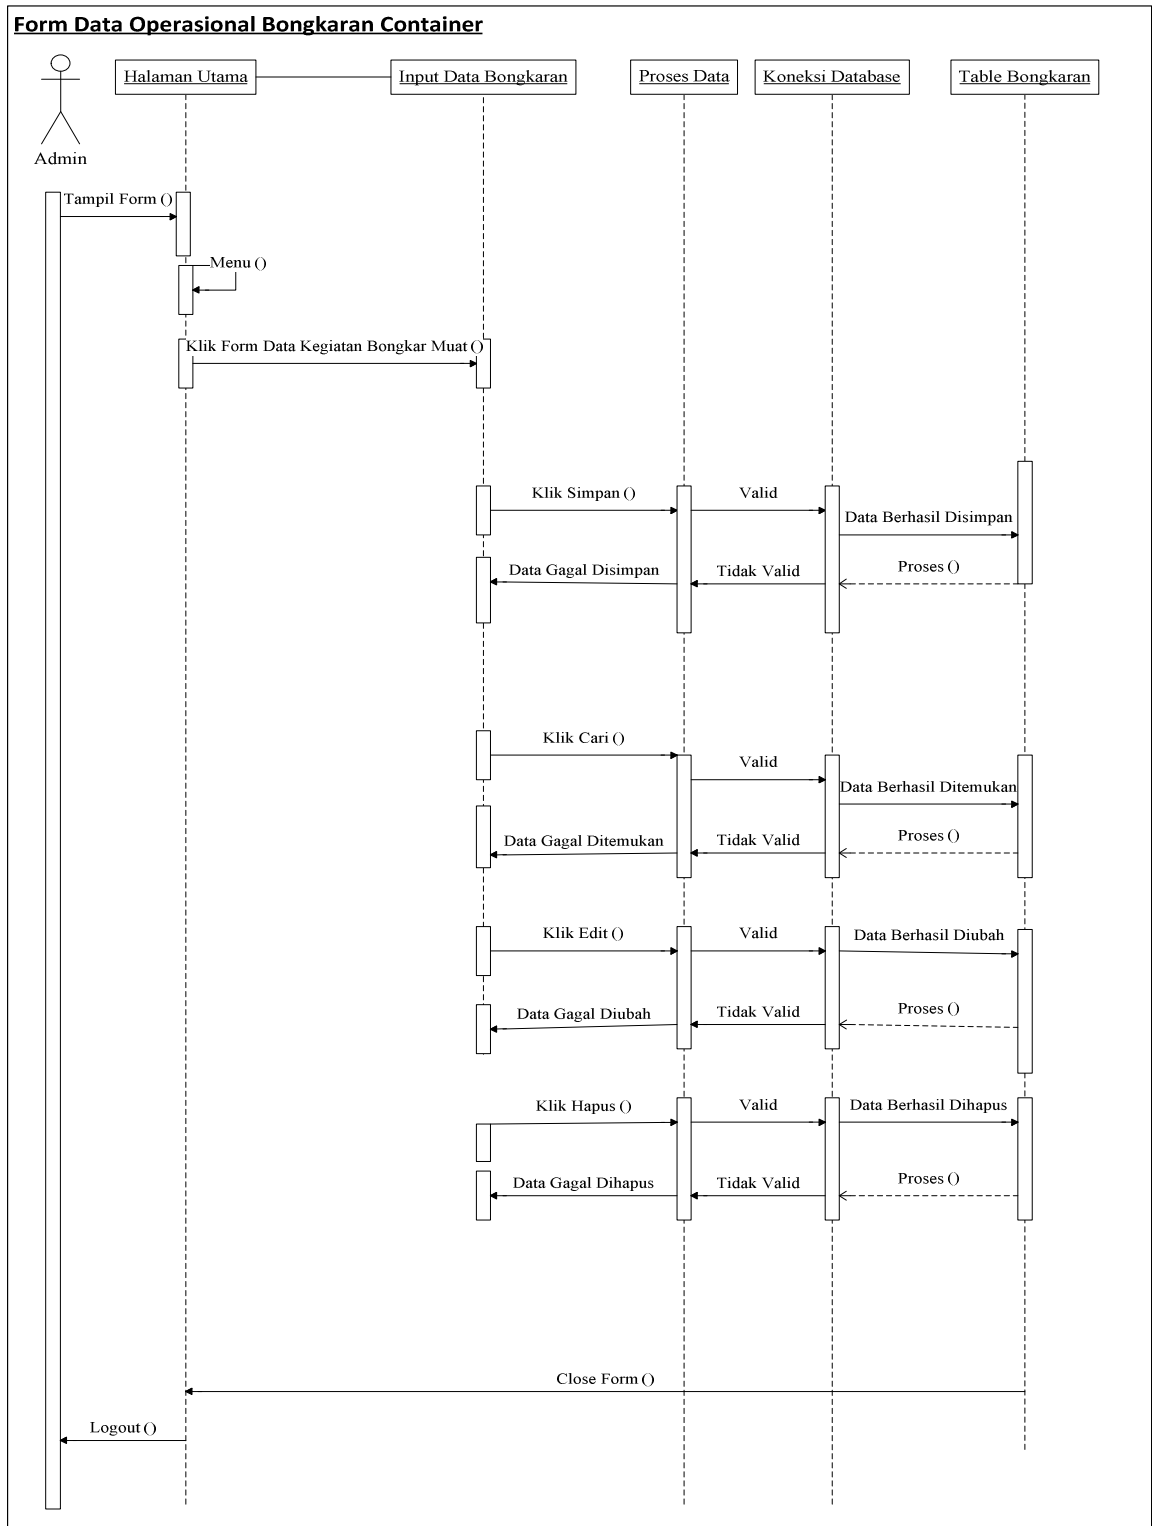 Form Data Operasional Bongkaran Container
Halaman Utama
Input Data Bongkaran
Proses Data
Koneksi Database
Table Bongkaran
Admin
Tampil Form ()
Menu ()
Klik Form Data Kegiatan Bongkar Muat ()
Klik Simpan ()
Valid
Data Berhasil Disimpan
Data Gagal Disimpan
Tidak Valid
Proses ()
Klik Cari ()
Valid
Data Berhasil Ditemukan
Data Gagal Ditemukan
Tidak Valid
Proses ()
Klik Edit ()
Valid
Data Berhasil Diubah
Data Gagal Diubah
Tidak Valid
Proses ()
Klik Hapus ()
Valid
Data Berhasil Dihapus
Data Gagal Dihapus
Tidak Valid
Proses ()
Close Form ()
Logout ()